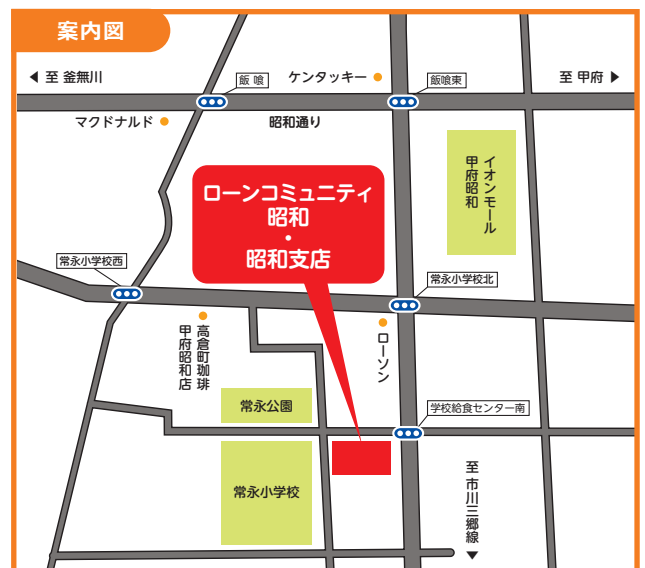 案内図
◀ 至 釜無川
飯 喰
ケンタッキー
飯喰東
至 甲府 ▶
マクドナルド
昭和通り
イオンモール
甲府昭和
ローンコミュニティ
昭和
・
昭和支店
常永小学校西
常永小学校北
高倉町珈琲
甲府昭和店
ローソン
常永公園
学校給食センター南
常永小学校
至 市川三郷線 ▼